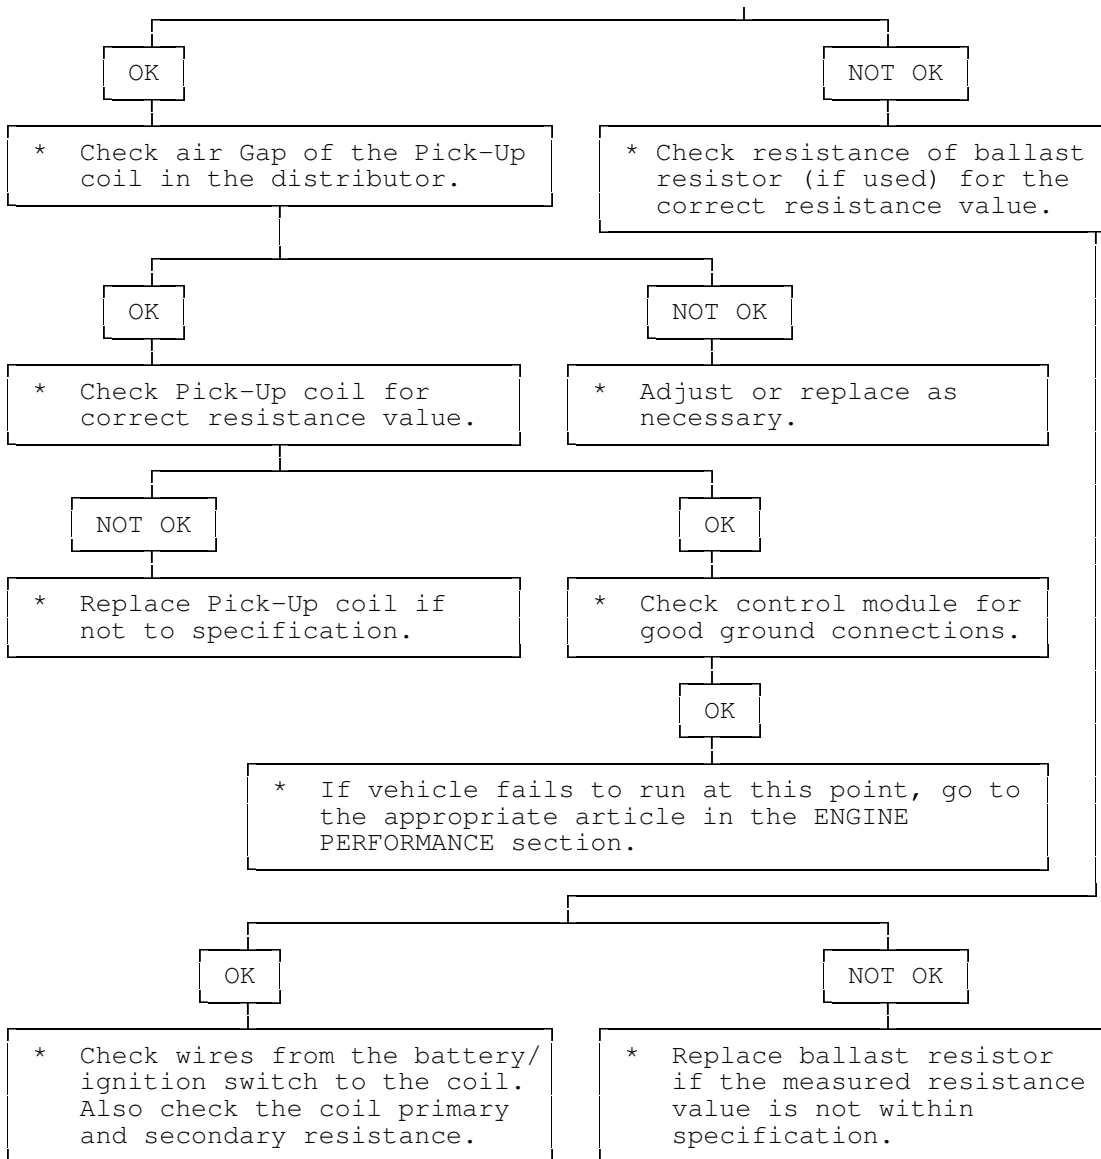 OK
NOT OK
* Check air Gap of the Pick-Up
coil in the distributor.
* Check resistance of ballast
resistor (if used) for the
correct resistance value.
OK
NOT OK
* Check Pick-Up coil for
correct resistance value.
* Adjust or replace as
necessary.
NOT OK
OK
* Replace Pick-Up coil if
not to specification.
* Check control module for
good ground connections.
OK
* If vehicle fails to run at this point, go to
the appropriate article in the ENGINE
PERFORMANCE section.
OK
NOT OK
* Check wires from the battery/
ignition switch to the coil.
Also check the coil primary
and secondary resistance.
* Replace ballast resistor
if the measured resistance
value is not within
specification.